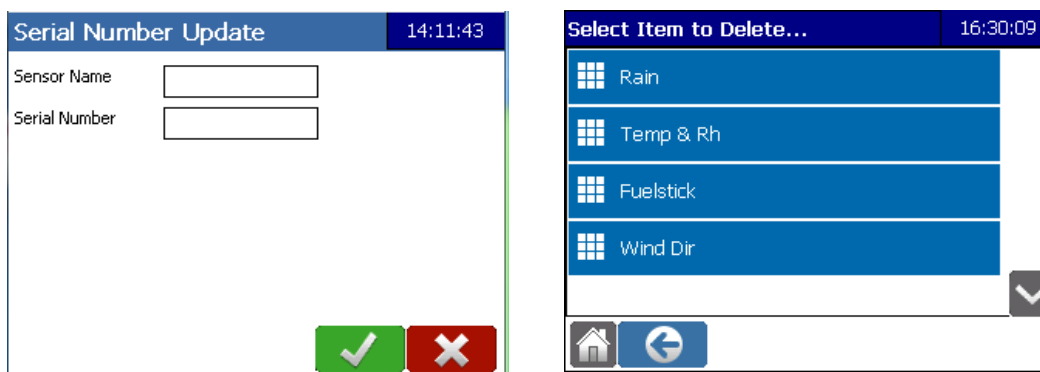 Serial Number Update 14:11:43
Sensor Name
Serial Number
Select Item to Delete... 16:30:09
Rain
Temp & Rh
Fuelstick
Wind Dir